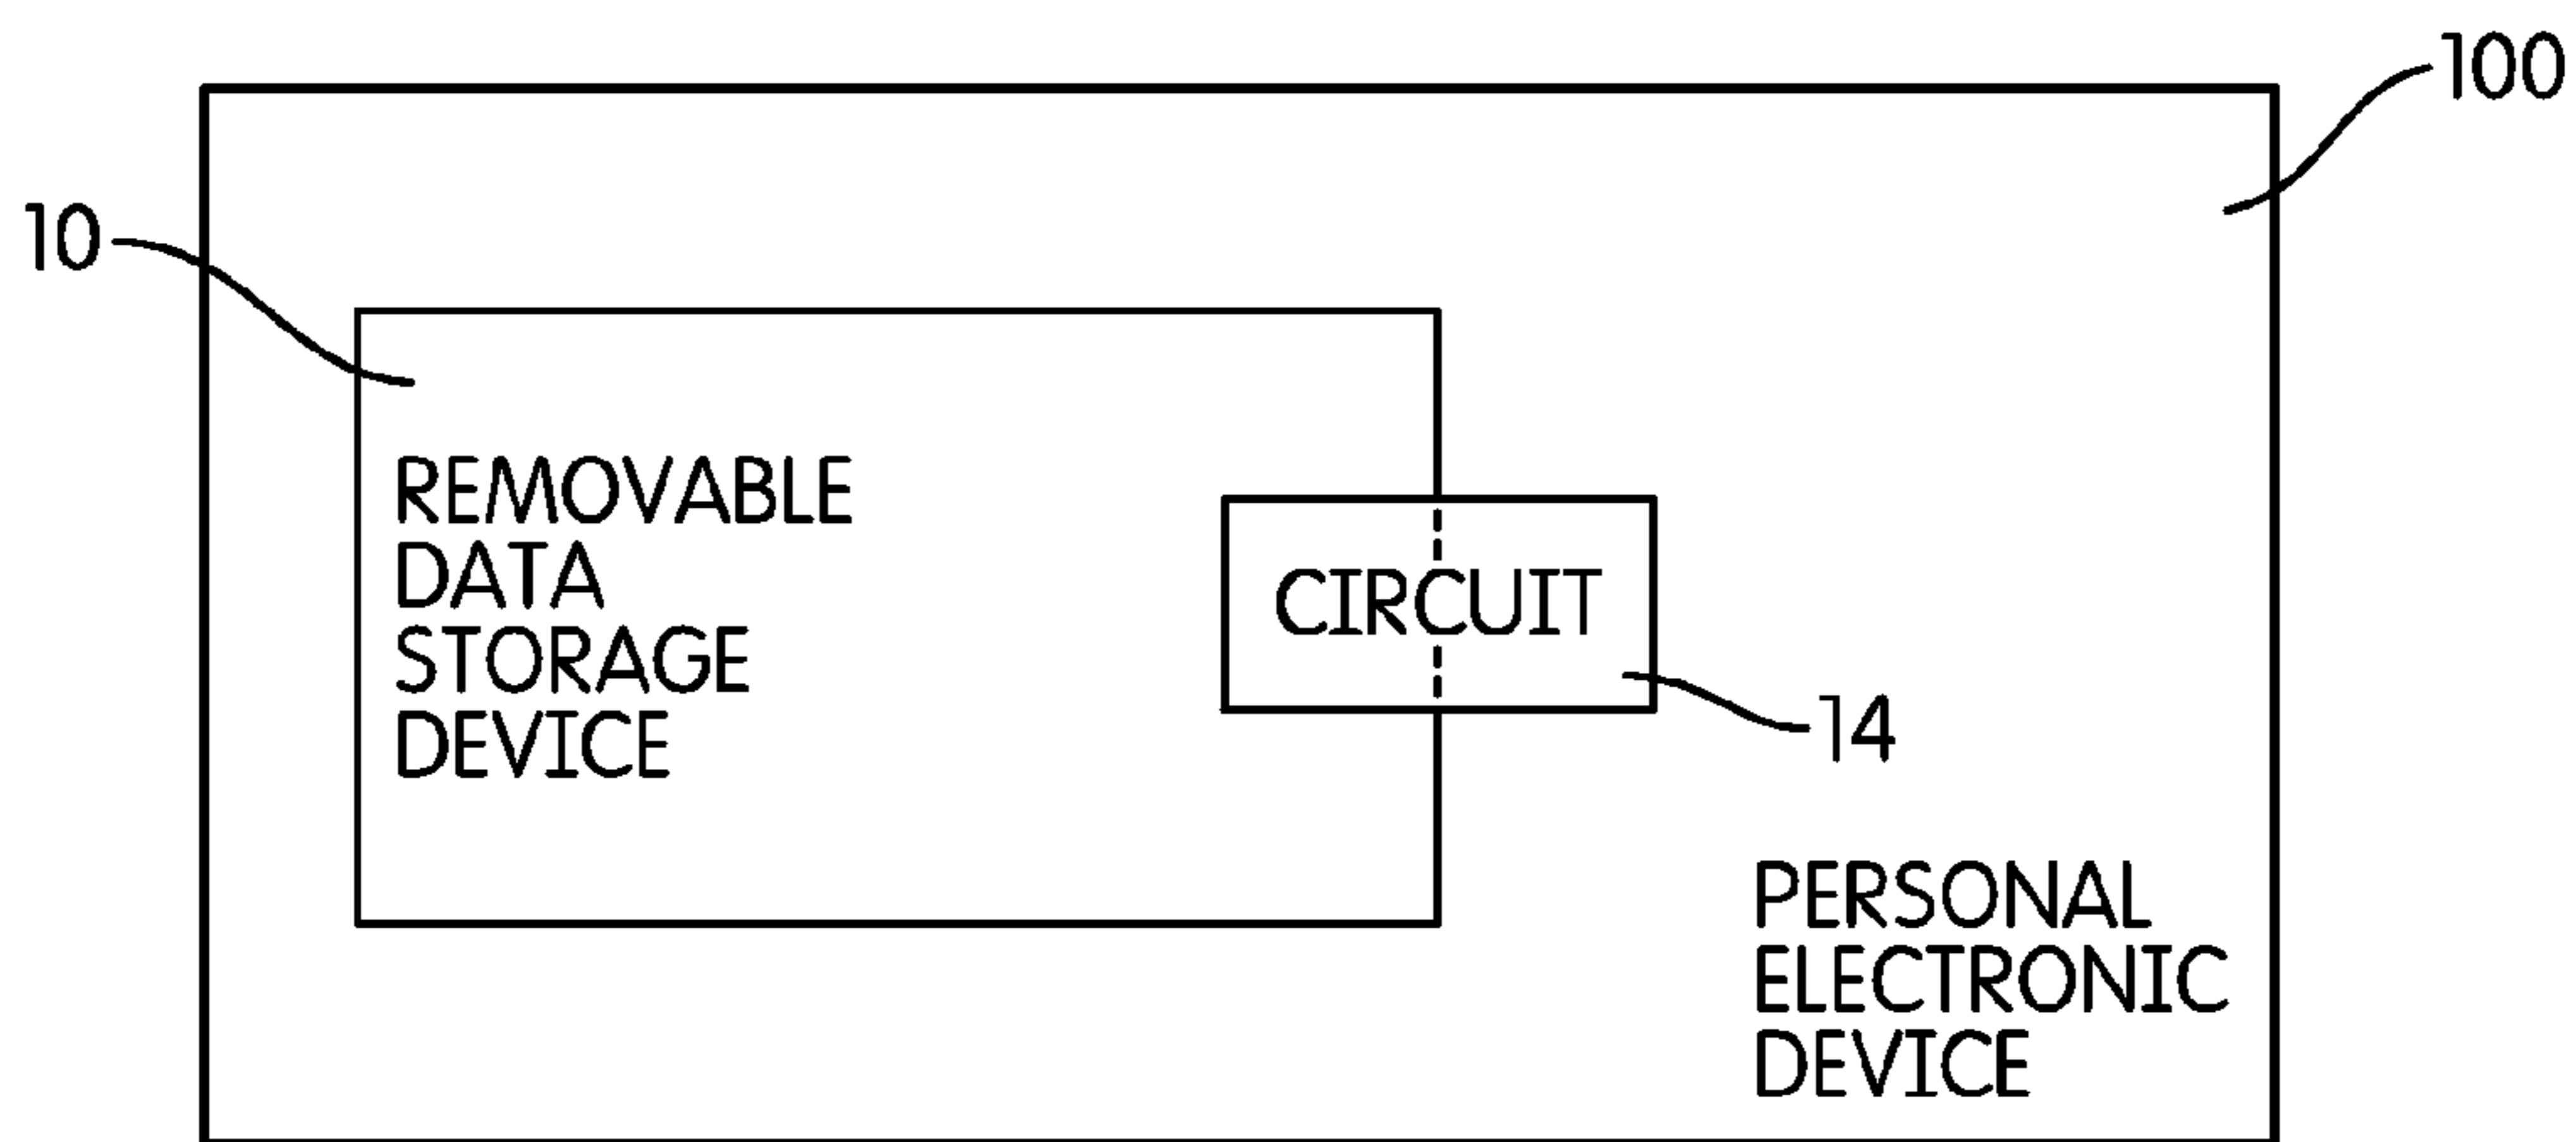 100
10
REMOVABLE
DATA
STORAGE
DEVICE
CIRCUIT
14
PERSONAL
ELECTRONIC
DEVICE